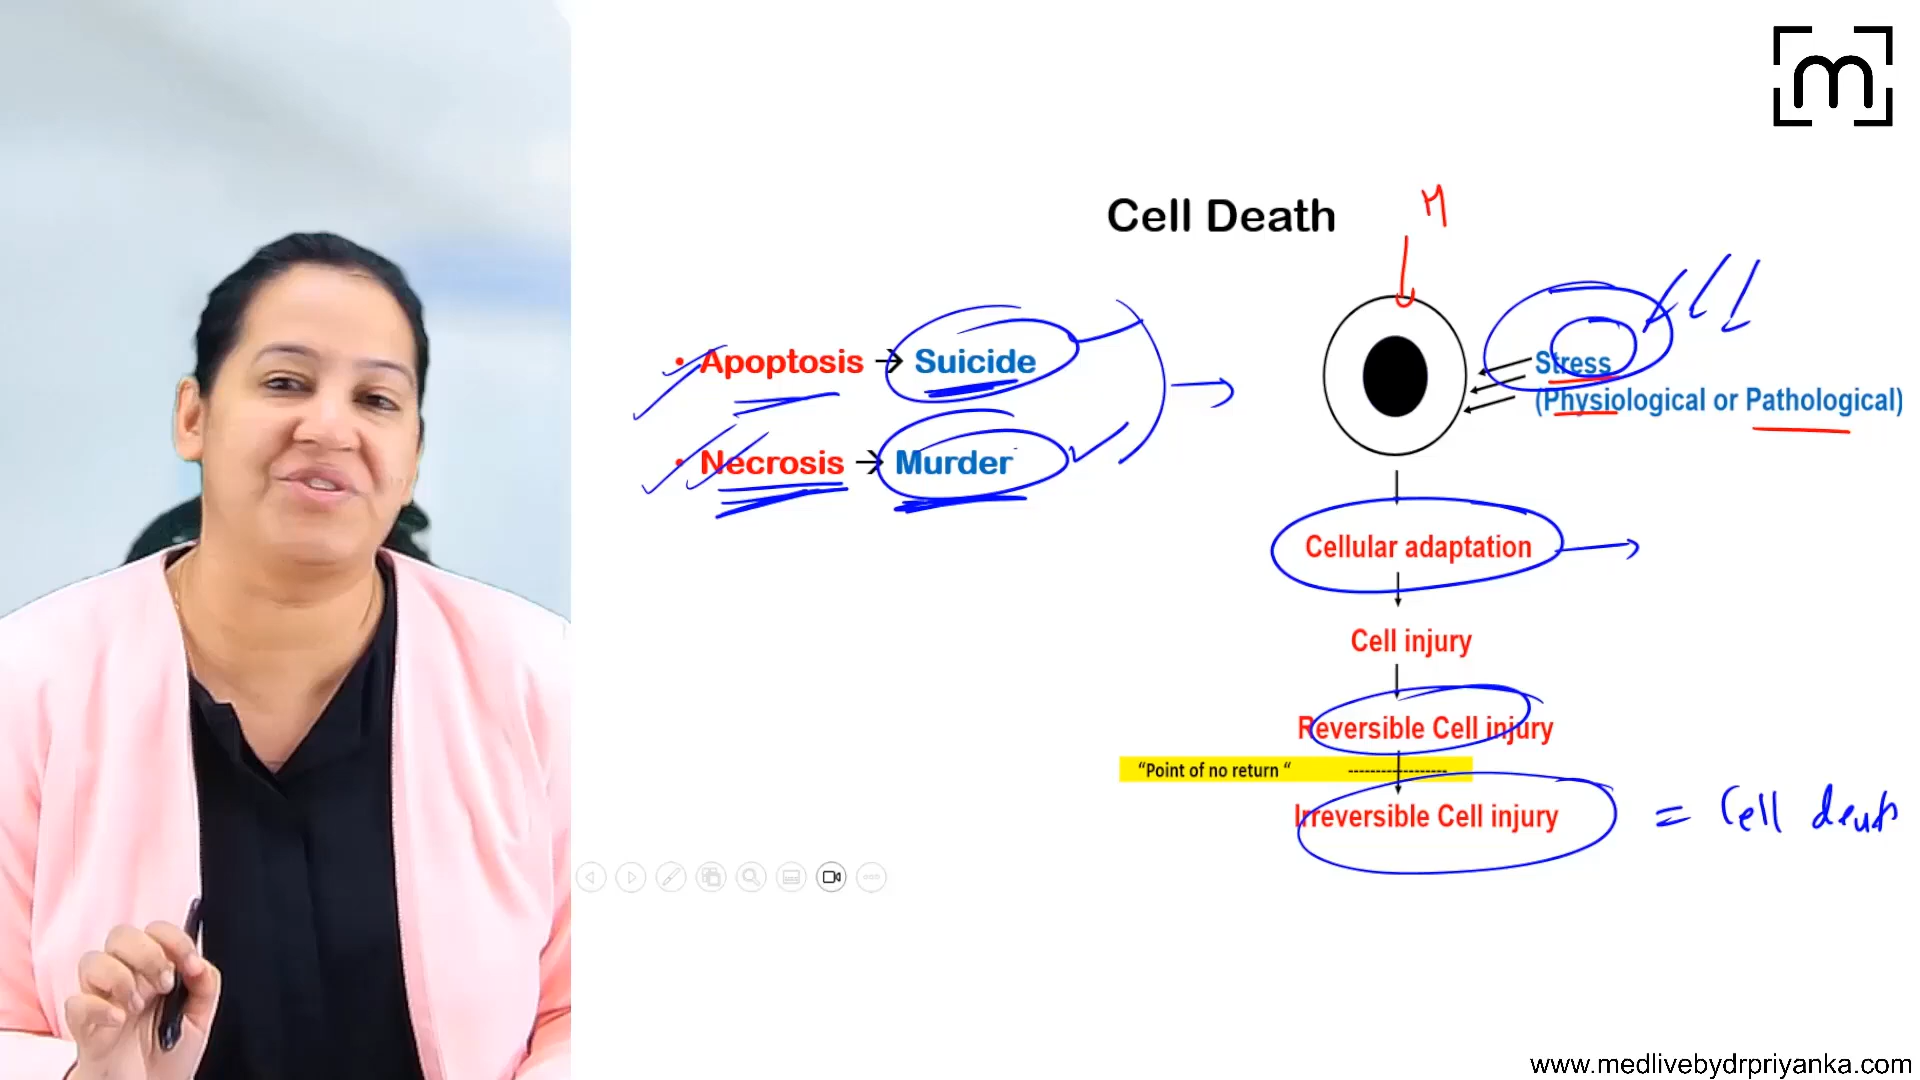 m
Cell Death
• Apoptosis → Suicide
• Necrosis → Murder
Stress
(Physiological or Pathological)
Cellular adaptation
Cell injury
Reversible Cell injury
“Point of no return “ ------------------
Irreversible Cell injury
= Cell death
www.medlivebydrpriyanka.com